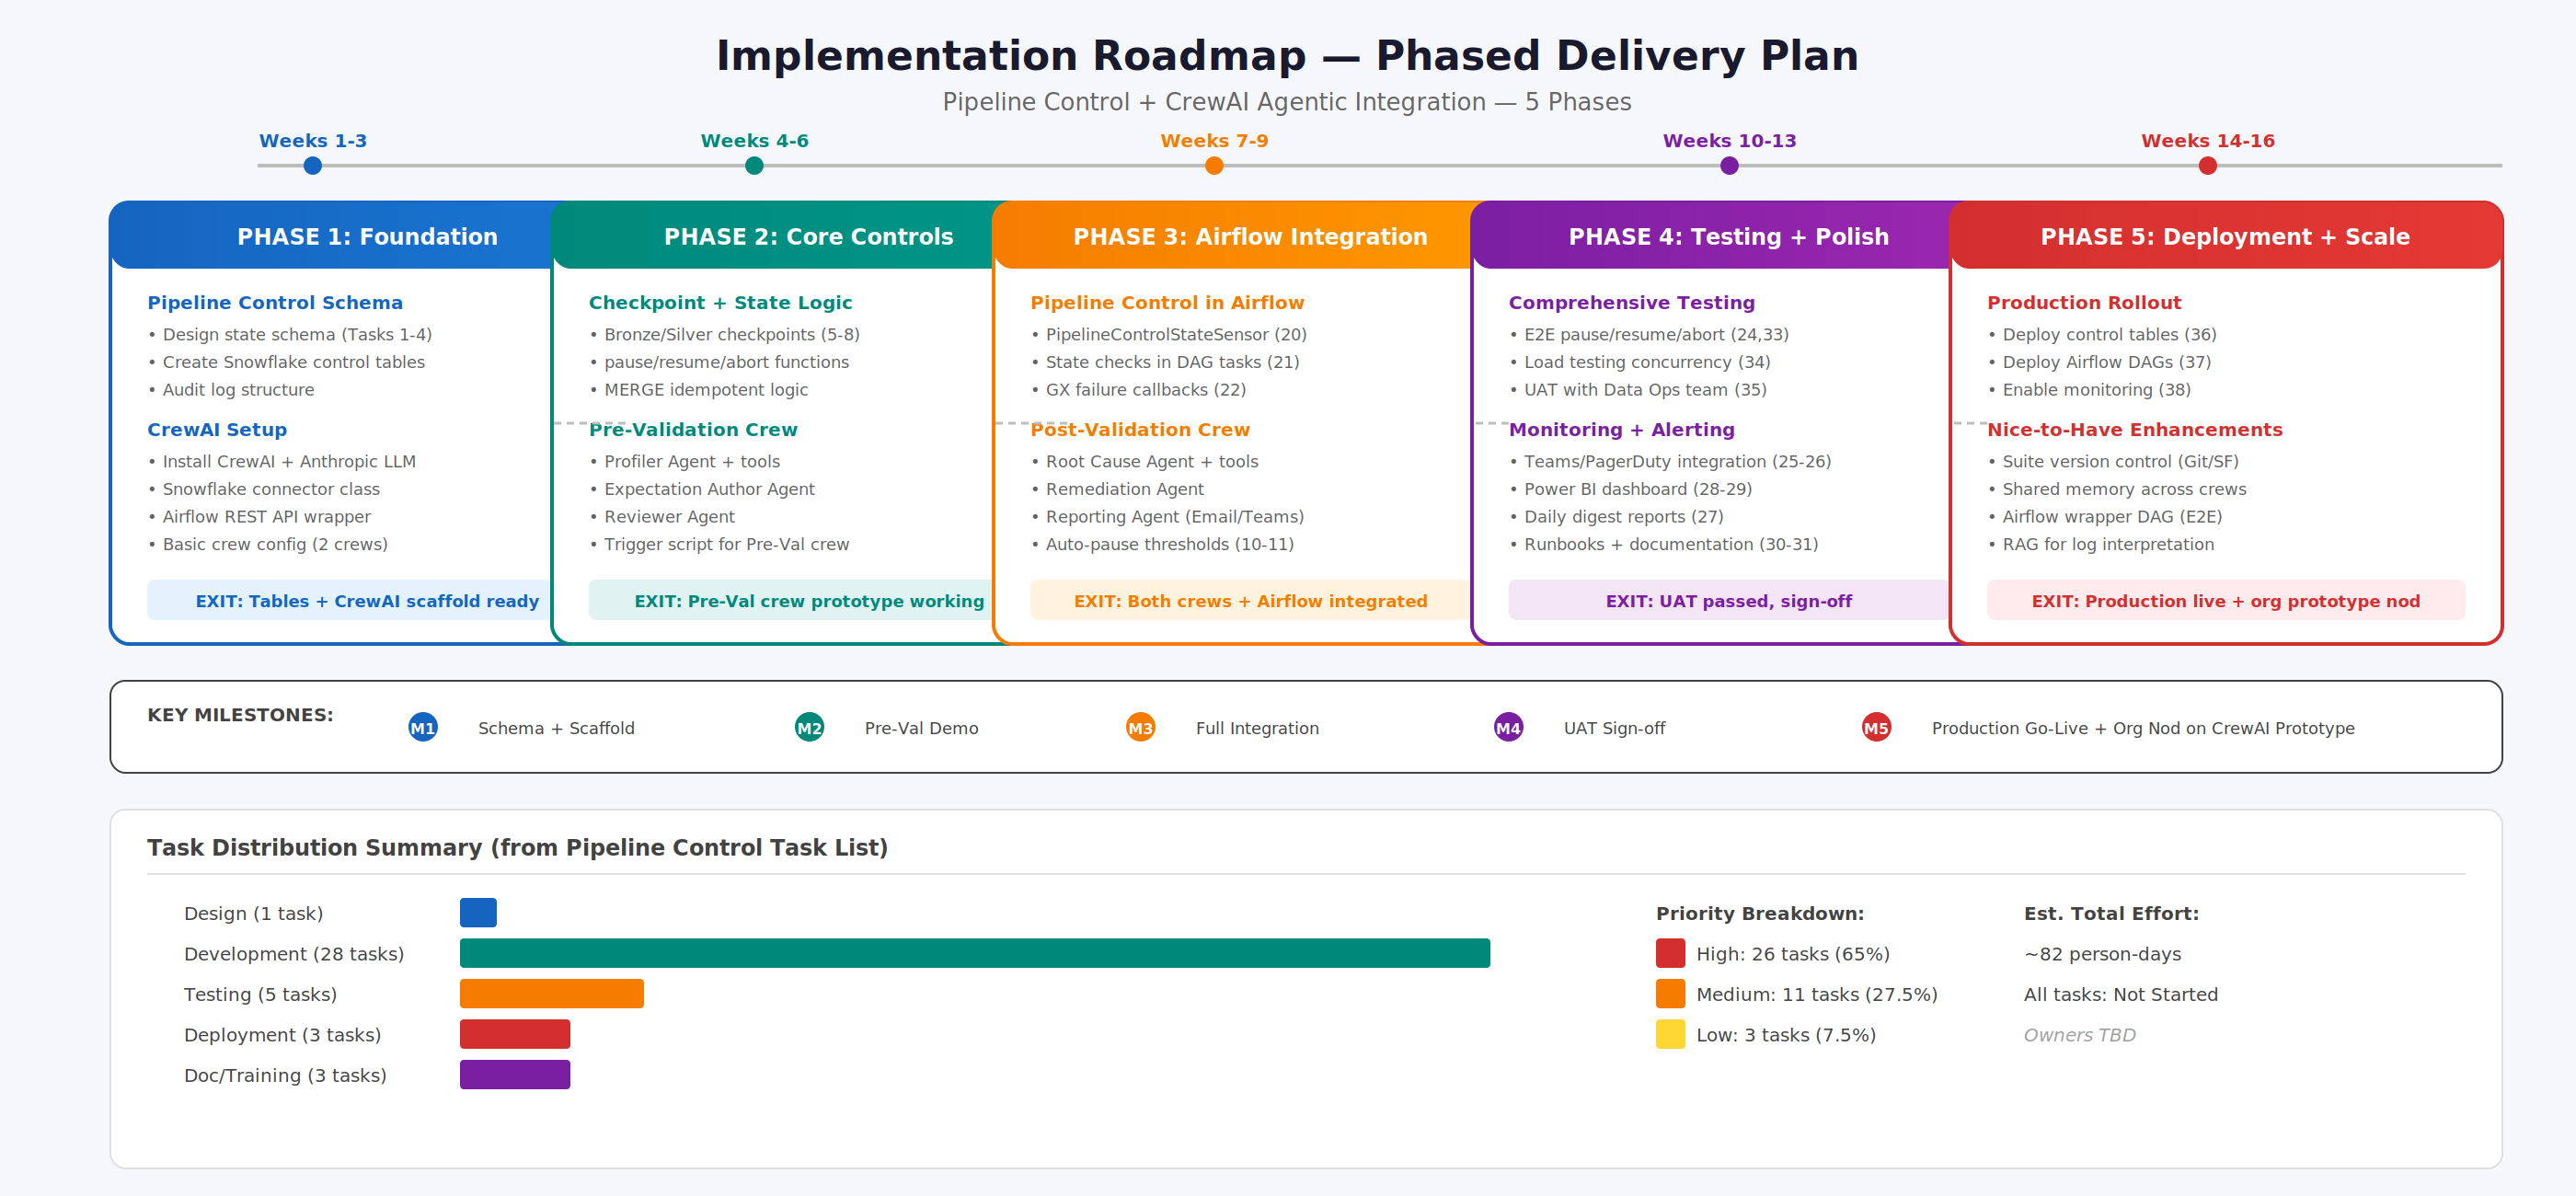 Implementation Roadmap — Phased Delivery Plan
Pipeline Control + CrewAI Agentic Integration — 5 Phases
Weeks 1-3
Weeks 4-6
Weeks 7-9
Weeks 10-13
Weeks 14-16
PHASE 1: Foundation
Pipeline Control Schema
• Design state schema (Tasks 1-4)
• Create Snowflake control tables
• Audit log structure
CrewAI Setup
• Install CrewAI + Anthropic LLM
• Snowflake connector class
• Airflow REST API wrapper
• Basic crew config (2 crews)
EXIT: Tables + CrewAI scaffold ready
PHASE 2: Core Controls
Checkpoint + State Logic
• Bronze/Silver checkpoints (5-8)
• pause/resume/abort functions
• MERGE idempotent logic
Pre-Validation Crew
• Profiler Agent + tools
• Expectation Author Agent
• Reviewer Agent
• Trigger script for Pre-Val crew
EXIT: Pre-Val crew prototype working
PHASE 3: Airflow Integration
Pipeline Control in Airflow
• PipelineControlStateSensor (20)
• State checks in DAG tasks (21)
• GX failure callbacks (22)
Post-Validation Crew
• Root Cause Agent + tools
• Remediation Agent
• Reporting Agent (Email/Teams)
• Auto-pause thresholds (10-11)
EXIT: Both crews + Airflow integrated
PHASE 4: Testing + Polish
Comprehensive Testing
• E2E pause/resume/abort (24,33)
• Load testing concurrency (34)
• UAT with Data Ops team (35)
Monitoring + Alerting
• Teams/PagerDuty integration (25-26)
• Power BI dashboard (28-29)
• Daily digest reports (27)
• Runbooks + documentation (30-31)
EXIT: UAT passed, sign-off
PHASE 5: Deployment + Scale
Production Rollout
• Deploy control tables (36)
• Deploy Airflow DAGs (37)
• Enable monitoring (38)
Nice-to-Have Enhancements
• Suite version control (Git/SF)
• Shared memory across crews
• Airflow wrapper DAG (E2E)
• RAG for log interpretation
EXIT: Production live + org prototype nod
KEY MILESTONES:
M1 Schema + Scaffold
M2 Pre-Val Demo
M3 Full Integration
M4 UAT Sign-off
M5 Production Go-Live + Org Nod on CrewAI Prototype
Task Distribution Summary (from Pipeline Control Task List)
Design (1 task)
Development (28 tasks)
Testing (5 tasks)
Deployment (3 tasks)
Doc/Training (3 tasks)
Priority Breakdown:
High: 26 tasks (65%)
Medium: 11 tasks (27.5%)
Low: 3 tasks (7.5%)
Est. Total Effort:
~82 person-days
All tasks: Not Started
Owners TBD